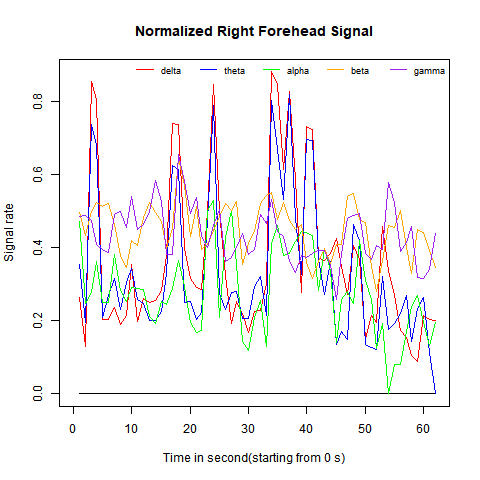 Normalized Right Forehead Signal
delta theta alpha beta gamma
Signal rate
0.0 0.2 0.4 0.6 0.8
0 10 20 30 40 50 60
Time in second(starting from 0 s)